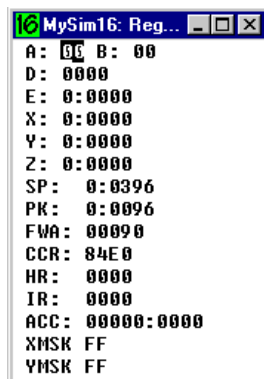 16 MySim16: Reg...
A: 00 B: 00
D: 0000
E: 0:0000
X: 0:0000
Y: 0:0000
Z: 0:0000
SP: 0:0396
PK: 0:0096
FWA: 00090
CCR: 84E0
HR: 0000
IR: 0000
ACC: 00000:0000
XMSK FF
YMSK FF